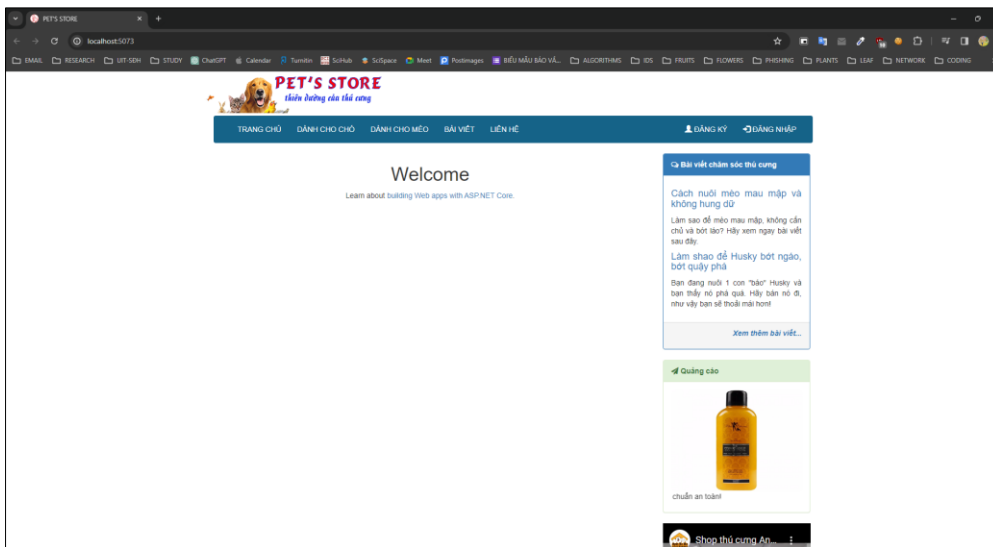 PET'S STORE
localhost:5073
EMAIL RESEARCH UIT-SĐH STUDY ChatGPT Calendar Turnitin SciHub SciSpace Meet Postimages BIỂU MẪU BÁO VẤ... ALGORITHMS IDS FRUITS FLOWERS PHISHING PLANTS LEAF NETWORK CODING
PET'S STORE
thiên đường của thú cưng
TRANG CHỦ DÀNH CHO CHÓ DÀNH CHO MÈO BÀI VIẾT LIÊN HỆ ĐĂNG KÝ ĐĂNG NHẬP
Welcome
Learn about building Web apps with ASP.NET Core.
Bài viết chăm sóc thú cưng
Cách nuôi mèo mau mập và
không hung dữ
Làm sao để mèo mau mập, không cắn
chủ và bớt láo? Hãy xem ngay bài viết
sau đây.
Làm shao để Husky bớt ngáo,
bớt quậy phá
Bạn đang nuôi 1 con "báo" Husky và
bạn thấy nó phá quá. Hãy bán nó đi,
như vậy bạn sẽ thoải mái hơn!
Xem thêm bài viết...
Quảng cáo
chuẩn an toàn!
Shop thú cưng An...